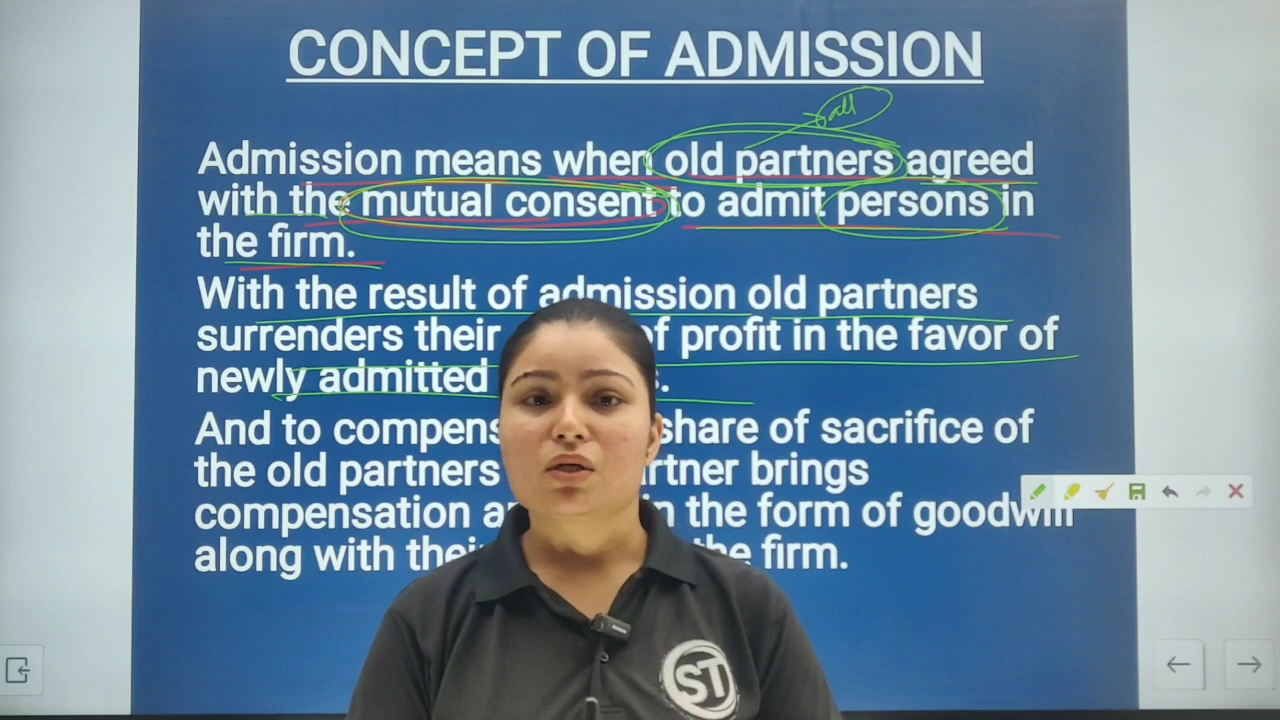 CONCEPT OF ADMISSION
all
Admission means when old partners agreed
with the mutual consent to admit persons in
the firm.
With the result of admission old partners
surrenders their of profit in the favor of
newly admitted .
And to compens share of sacrifice of
the old partners rtner brings
compensation a n the form of goodwill
along with their the firm.
ST